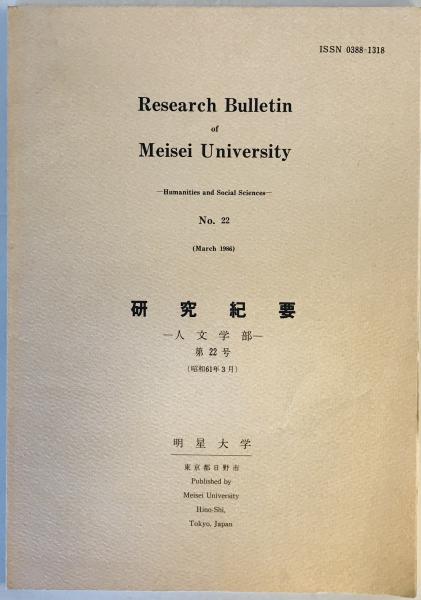 ISSN 0388-1318
Research Bulletin
of
Meisei University
—Humanities and Social Sciences—
No. 22
(March 1986)
研究紀要
—人文学部—
第22号
(昭和61年3月)
明星大学
東京都日野市
Published by
Meisei University
Hino-Shi,
Tokyo, Japan